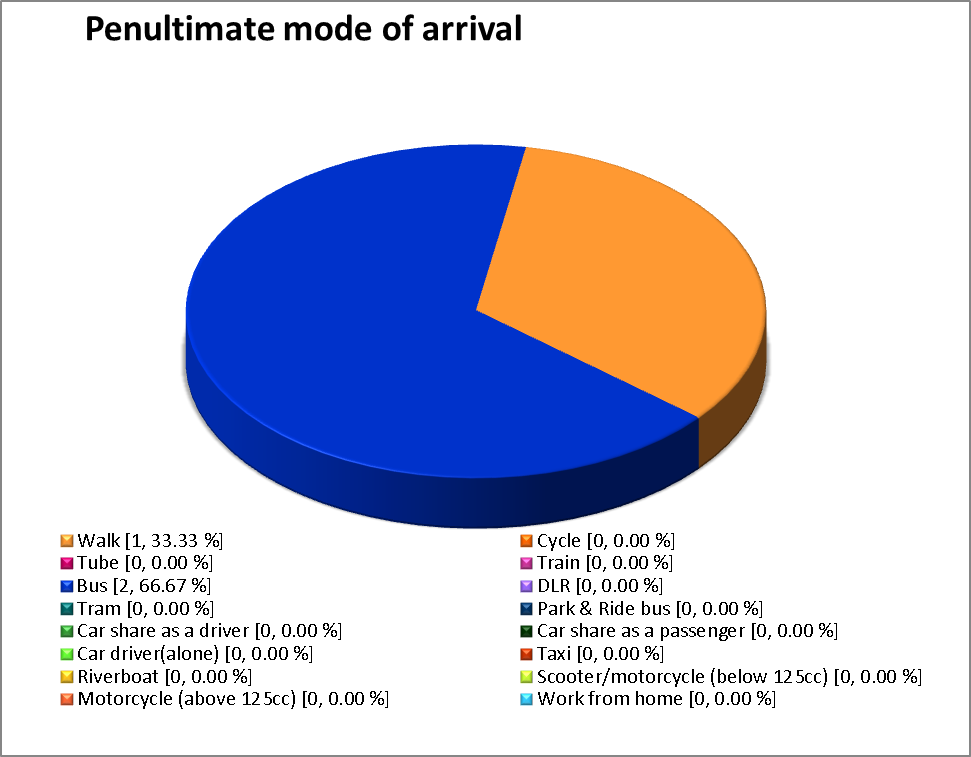 Penultimate mode of arrival
Walk [1, 33.33 %]
Cycle [0, 0.00 %]
Tube [0, 0.00 %]
Train [0, 0.00 %]
Bus [2, 66.67 %]
DLR [0, 0.00 %]
Tram [0, 0.00 %]
Park & Ride bus [0, 0.00 %]
Car share as a driver [0, 0.00 %]
Car share as a passenger [0, 0.00 %]
Car driver(alone) [0, 0.00 %]
Taxi [0, 0.00 %]
Riverboat [0, 0.00 %]
Scooter/motorcycle (below 125cc) [0, 0.00 %]
Motorcycle (above 125cc) [0, 0.00 %]
Work from home [0, 0.00 %]